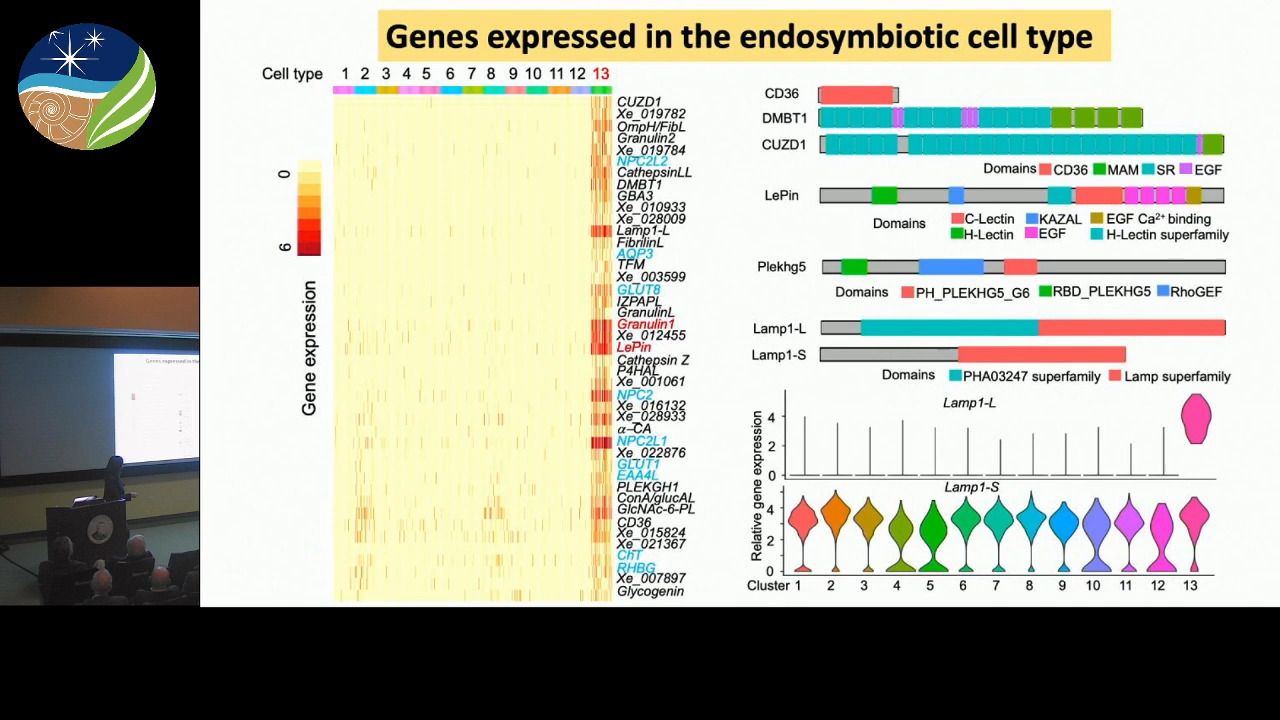 Genes expressed in the endosymbiotic cell type
Cell type 1 2 3 4 5 6 7 8 9 10 11 12 13
0
6
Gene expression
CUZD1
Xe_019782
OmpH/FibL
Granulin2
Xe_019784
NPC2L2
CathepsinLL
DMBT1
GBA3
Xe_010933
Xe_028009
Lamp1-L
FibrilinL
AQP3
TFM
Xe_003599
GLUT8
IZPAPL
GranulinL
Granulin1
Xe_012455
LePin
Cathepsin Z
P4HAL
Xe_001061
NPC2
Xe_016132
Xe_028933
α-CA
NPC2L1
Xe_022876
GLUT1
EAA4L
PLEKGH1
ConA/glucAL
GlcNAc-6-PL
CD36
Xe_015824
Xe_021367
ChT
RHBG
Xe_007897
Glycogenin
CD36
DMBT1
CUZD1
Domains CD36 MAM SR EGF
LePin
Domains C-Lectin KAZAL EGF Ca²⁺ binding
H-Lectin EGF H-Lectin superfamily
Plekhg5
Domains PH_PLEKHG5_G6 RBD_PLEKHG5 RhoGEF
Lamp1-L
Lamp1-S
Domains PHA03247 superfamily Lamp superfamily
Relative gene expression
Lamp1-L
4
2
0
Lamp1-S
4
2
0
Cluster 1 2 3 4 5 6 7 8 9 10 11 12 13